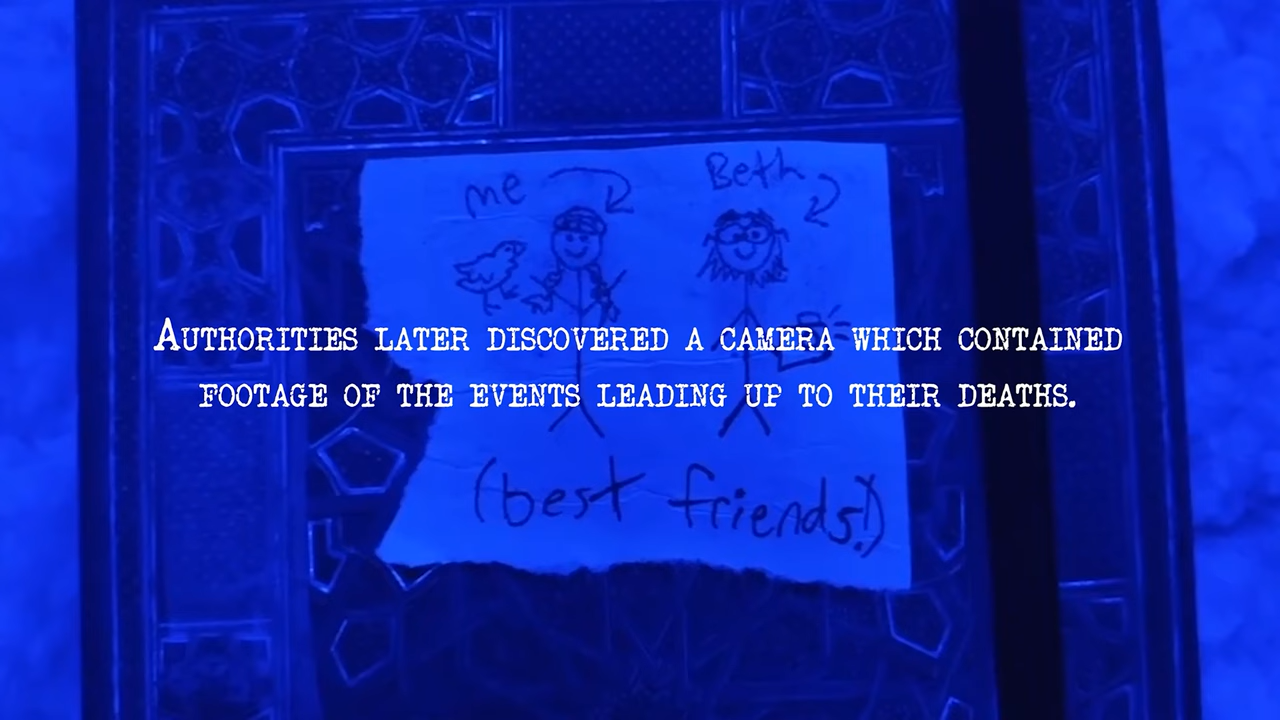 me
Beth
Authorities later discovered a camera which contained
footage of the events leading up to their deaths.
(best friends!)